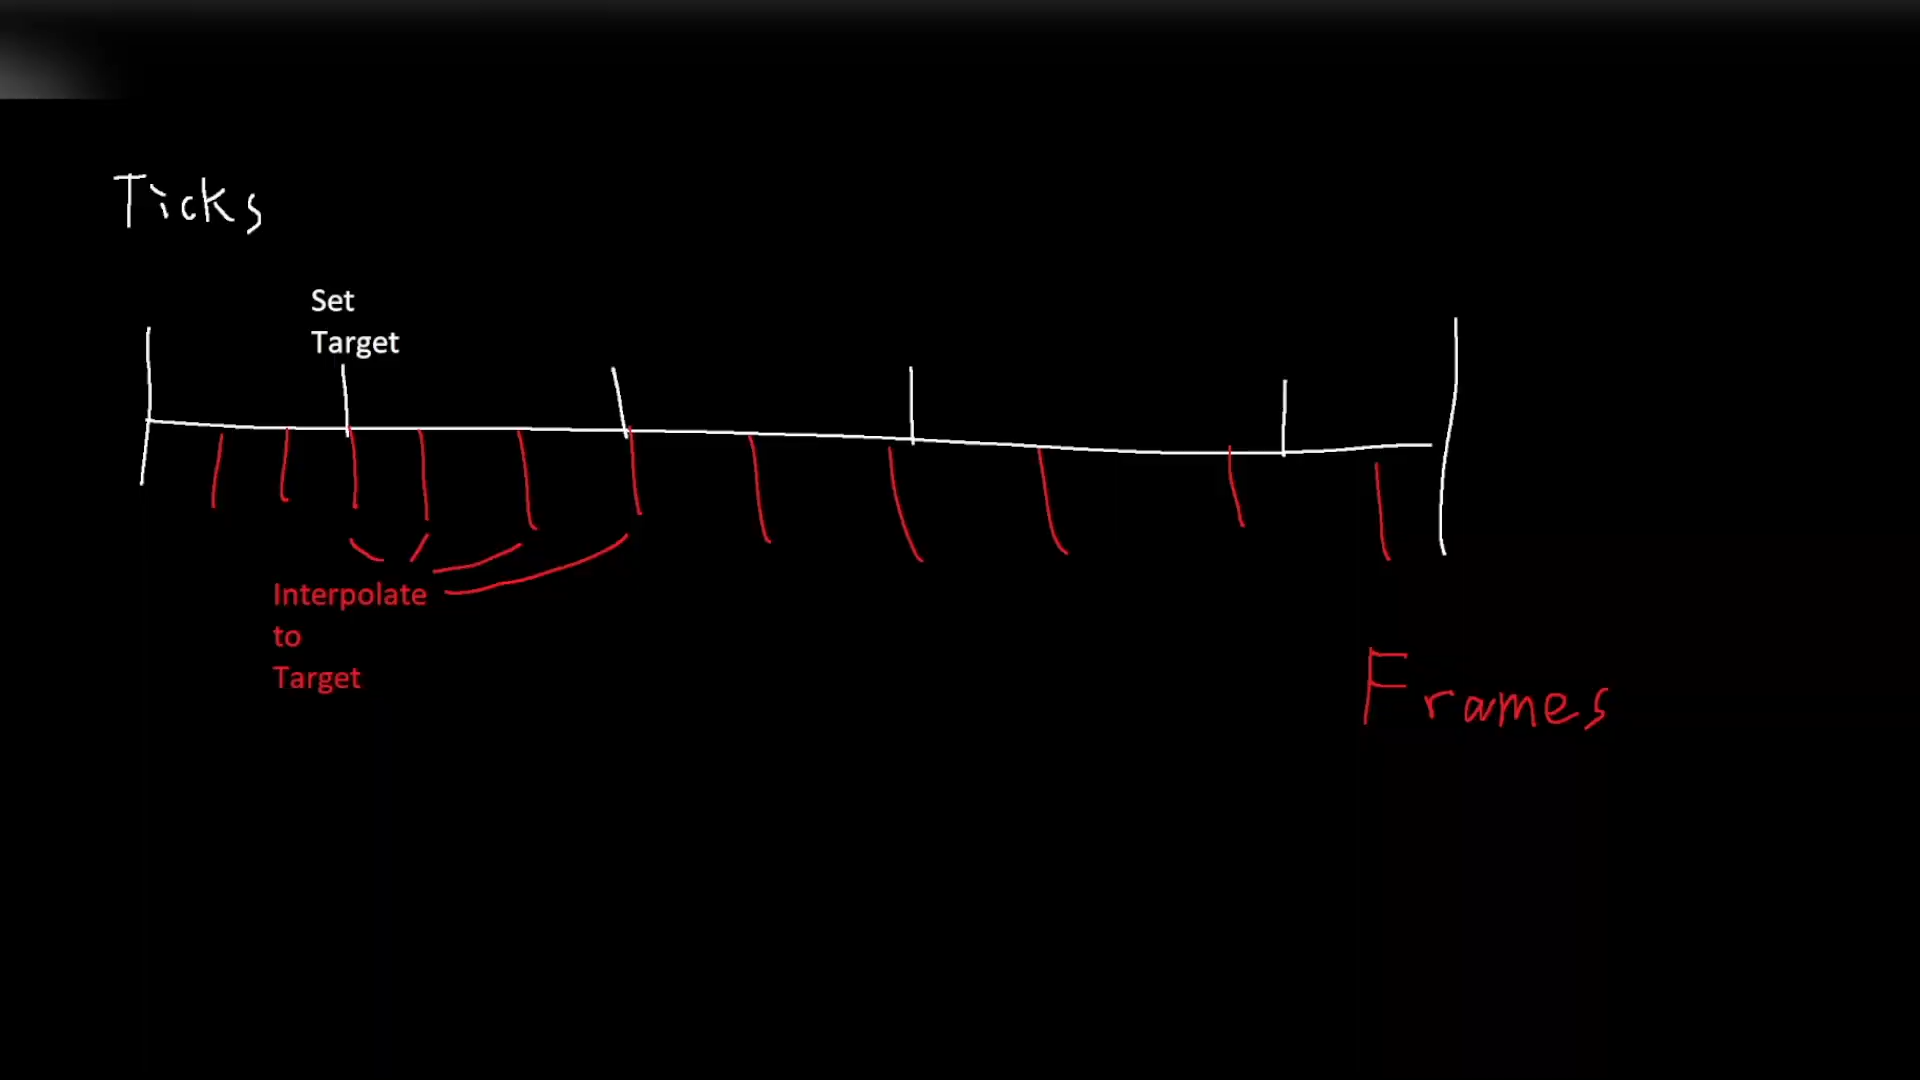 Ticks
Set
Target
Interpolate
to
Target
Frames